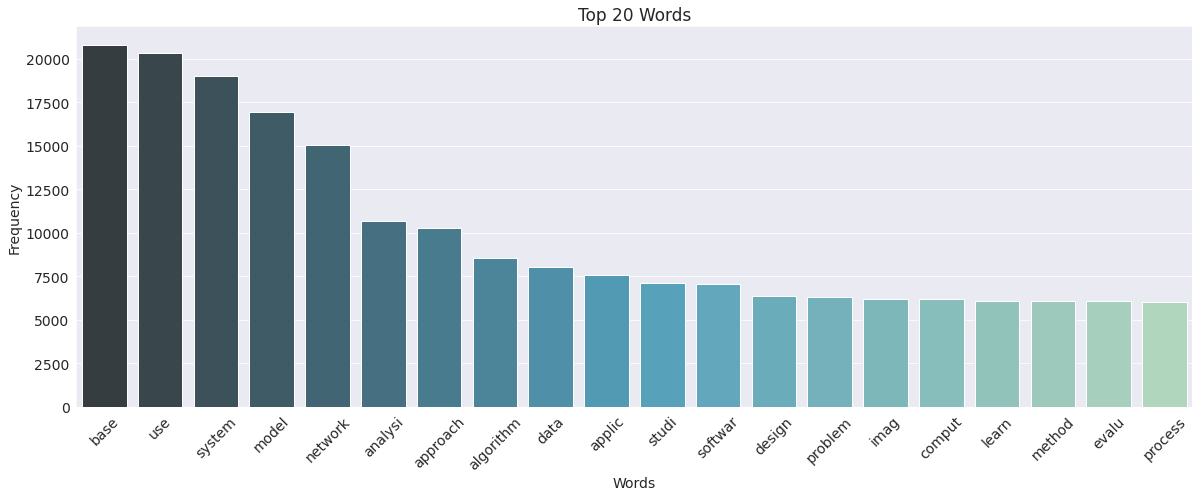 Top 20 Words
Frequency
20000
17500
15000
12500
10000
7500
5000
2500
0
base
use
system
model
network
analysi
approach
algorithm
data
applic
studi
softwar
design
problem
imag
comput
learn
method
evalu
process
Words